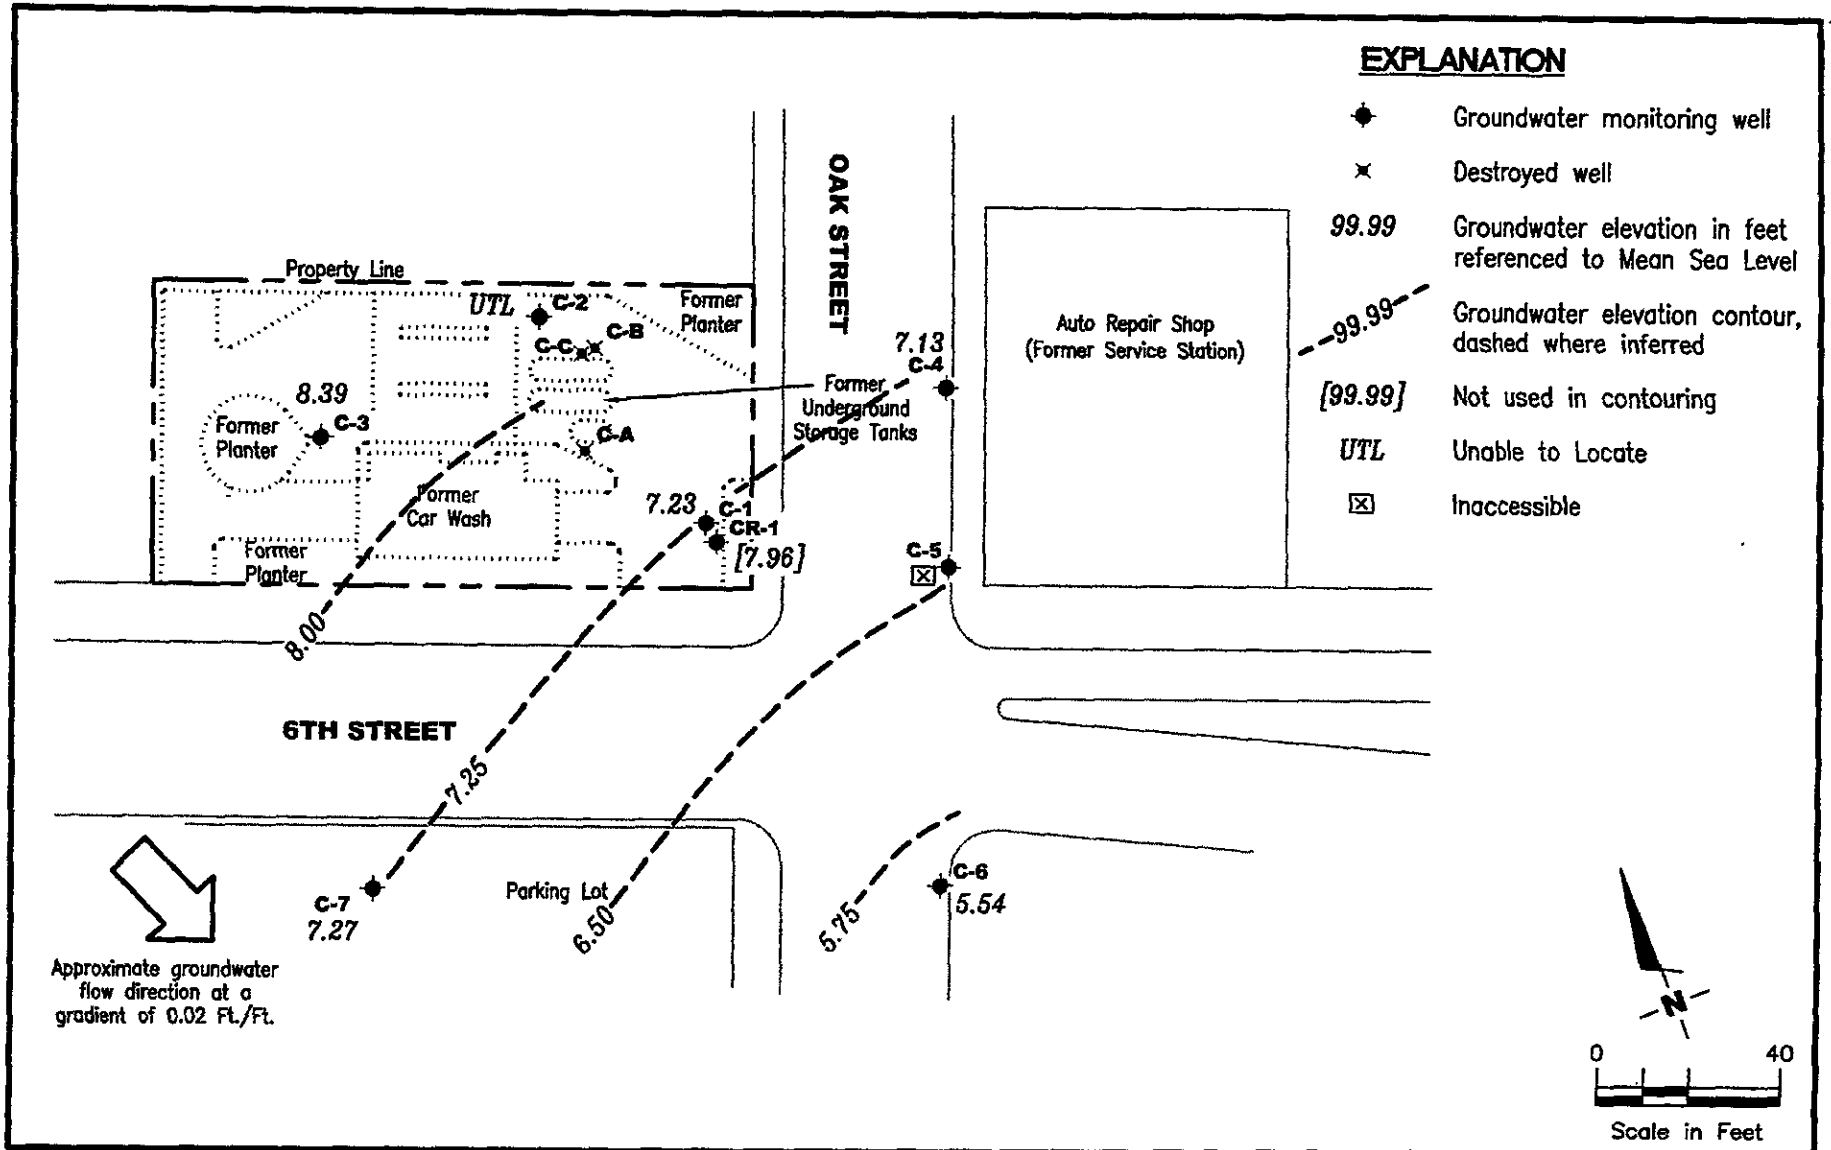 EXPLANATION
Groundwater monitoring well
Destroyed well
99.99
Groundwater elevation in feet
referenced to Mean Sea Level
99.99
Groundwater elevation contour,
dashed where inferred
[99.99]
Not used in contouring
UTL
Unable to Locate
Inaccessible
OAK STREET
Property Line
UTL
C-2
Former
Planter
C-C
C-B
7.13
C-4
Auto Repair Shop
(Former Service Station)
8.39
C-3
Former
Planter
Former
Underground
Storage Tanks
C-A
Former
Car Wash
7.23
C-1
CR-1
[7.96]
Former
Planter
C-5
8.00
6TH STREET
7.25
C-7
7.27
Parking Lot
6.50
5.75
C-6
5.54
Approximate groundwater
flow direction at a
gradient of 0.02 Ft./Ft.
N
0
40
Scale in Feet